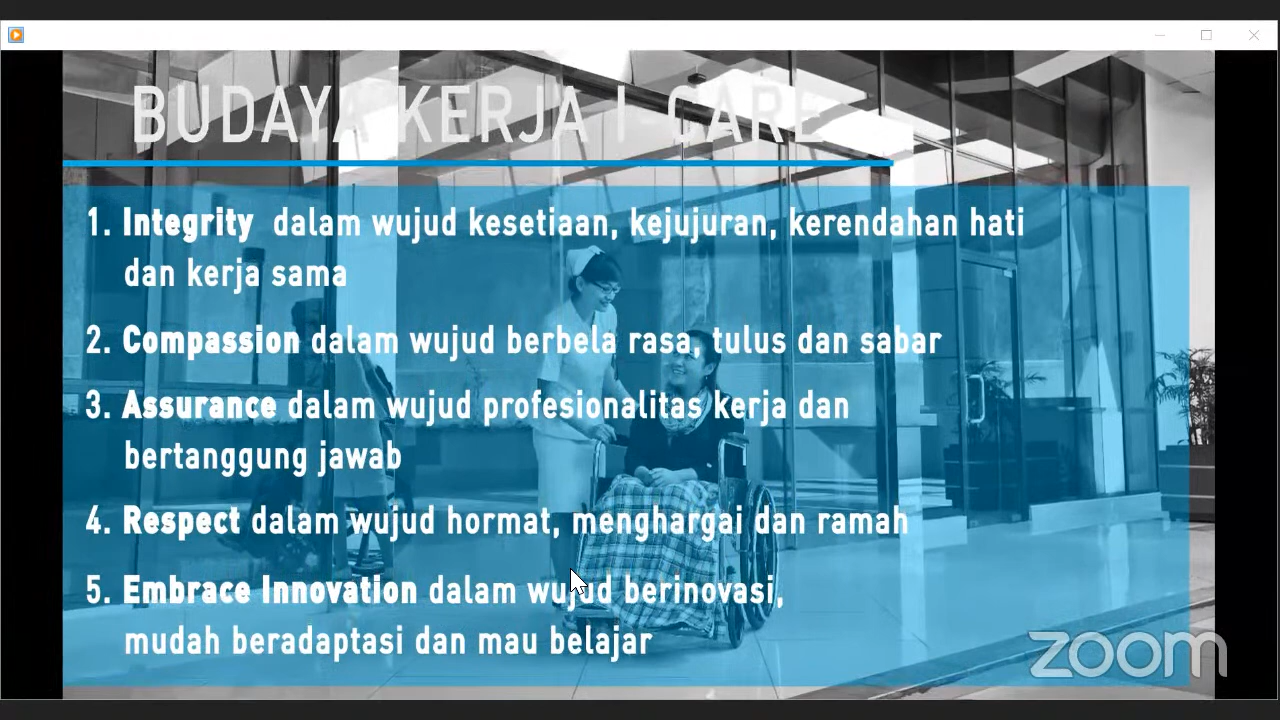 BUDAYA KERJA I CARE
1. Integrity dalam wujud kesetiaan, kejujuran, kerendahan hati
dan kerja sama
2. Compassion dalam wujud berbela rasa, tulus dan sabar
3. Assurance dalam wujud profesionalitas kerja dan
bertanggung jawab
4. Respect dalam wujud hormat, menghargai dan ramah
5. Embrace Innovation dalam wujud berinovasi,
mudah beradaptasi dan mau belajar
zoom